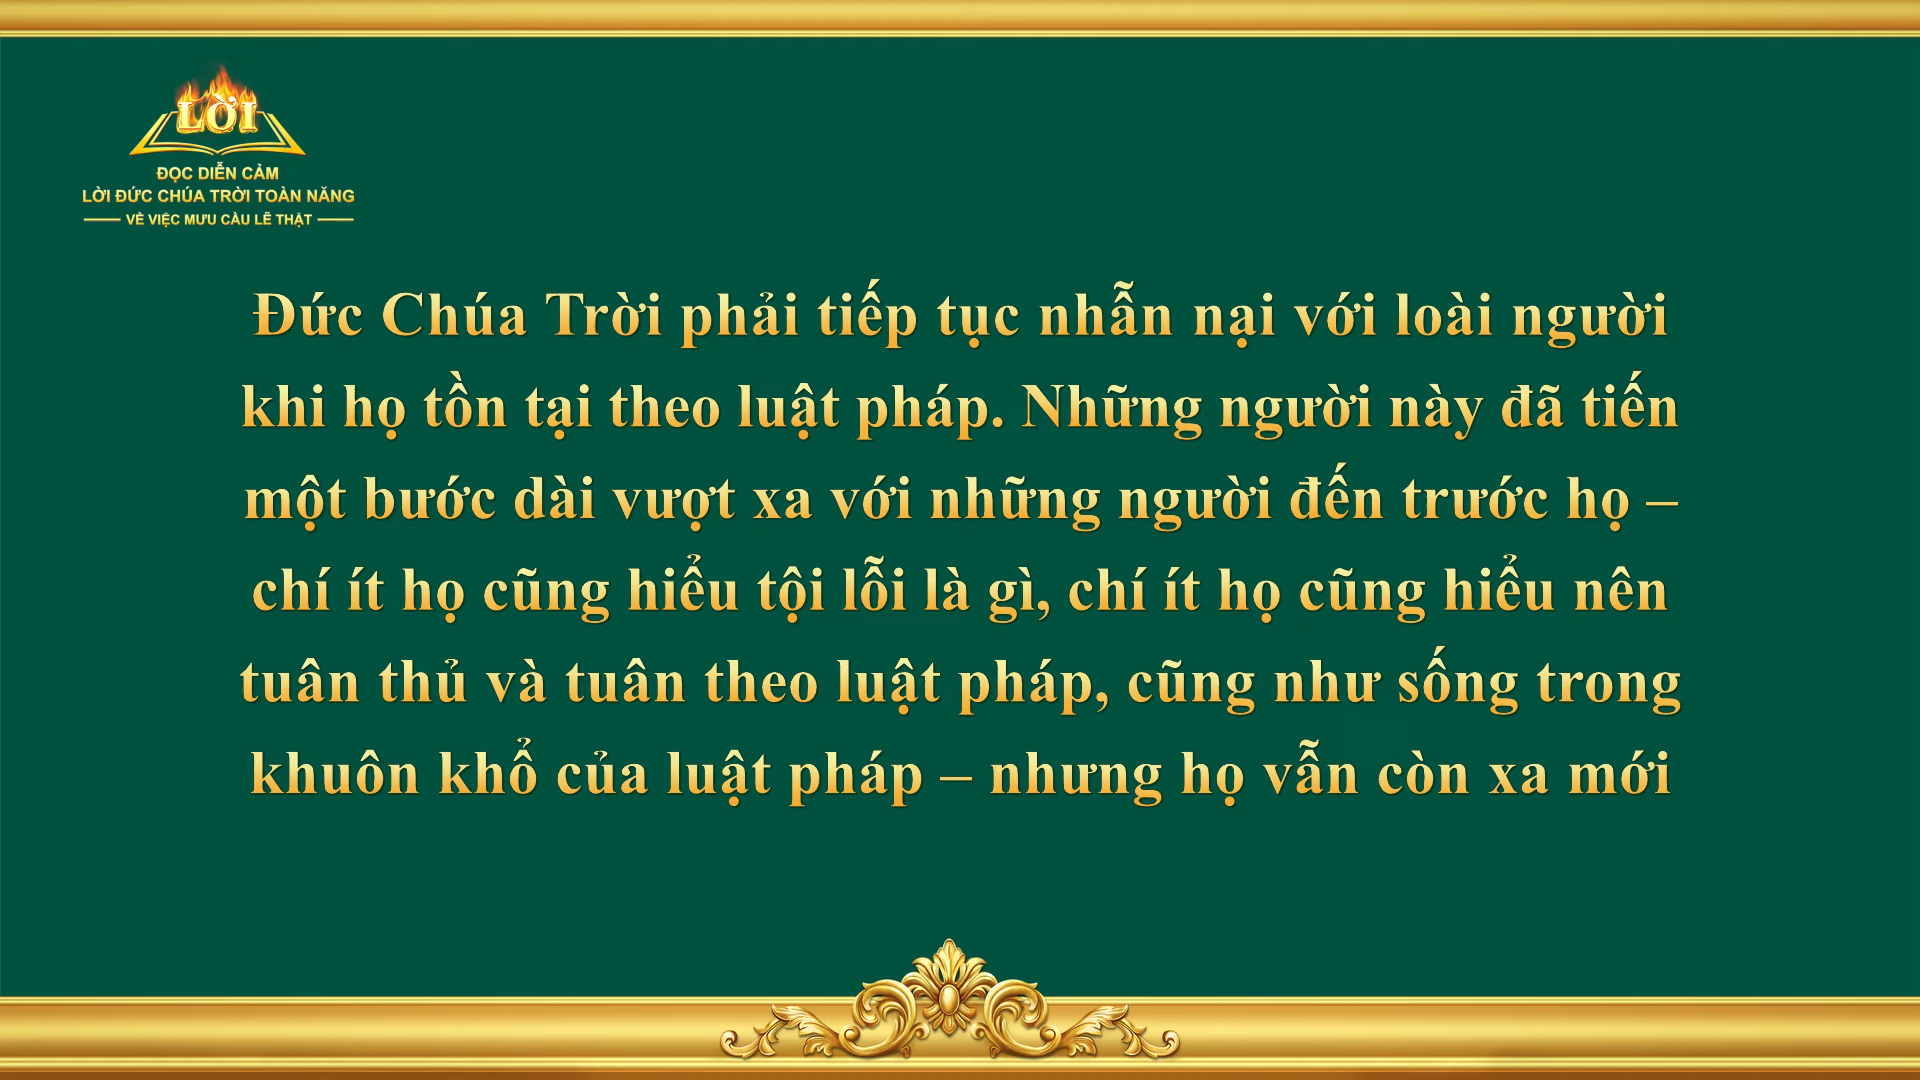 LỜI
ĐỌC DIỄN CẢM
LỜI ĐỨC CHÚA TRỜI TOÀN NĂNG
VỀ VIỆC MƯU CẦU LẼ THẬT
Đức Chúa Trời phải tiếp tục nhẫn nại với loài người
khi họ tồn tại theo luật pháp. Những người này đã tiến
một bước dài vượt xa với những người đến trước họ –
chí ít họ cũng hiểu tội lỗi là gì, chí ít họ cũng hiểu nên
tuân thủ và tuân theo luật pháp, cũng như sống trong
khuôn khổ của luật pháp – nhưng họ vẫn còn xa mới